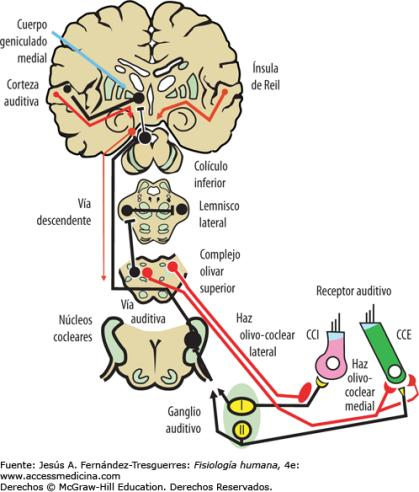 Cuerpo
geniculado
medial
Corteza
auditiva
Ínsula
de Reil
Colículo
inferior
Vía
descendente
Lemnisco
lateral
Complejo
olivar
superior
Receptor auditivo
Vía
auditiva
Núcleos
cocleares
Haz
olivo-coclear
lateral
CCI
CCE
Haz
olivo-
coclear
medial
Ganglio
auditivo
I
II
Fuente: Jesús A. Fernández-Tresguerres: Fisiología humana, 4e:
www.accessmedicina.com
Derechos © McGraw-Hill Education. Derechos Reservados.